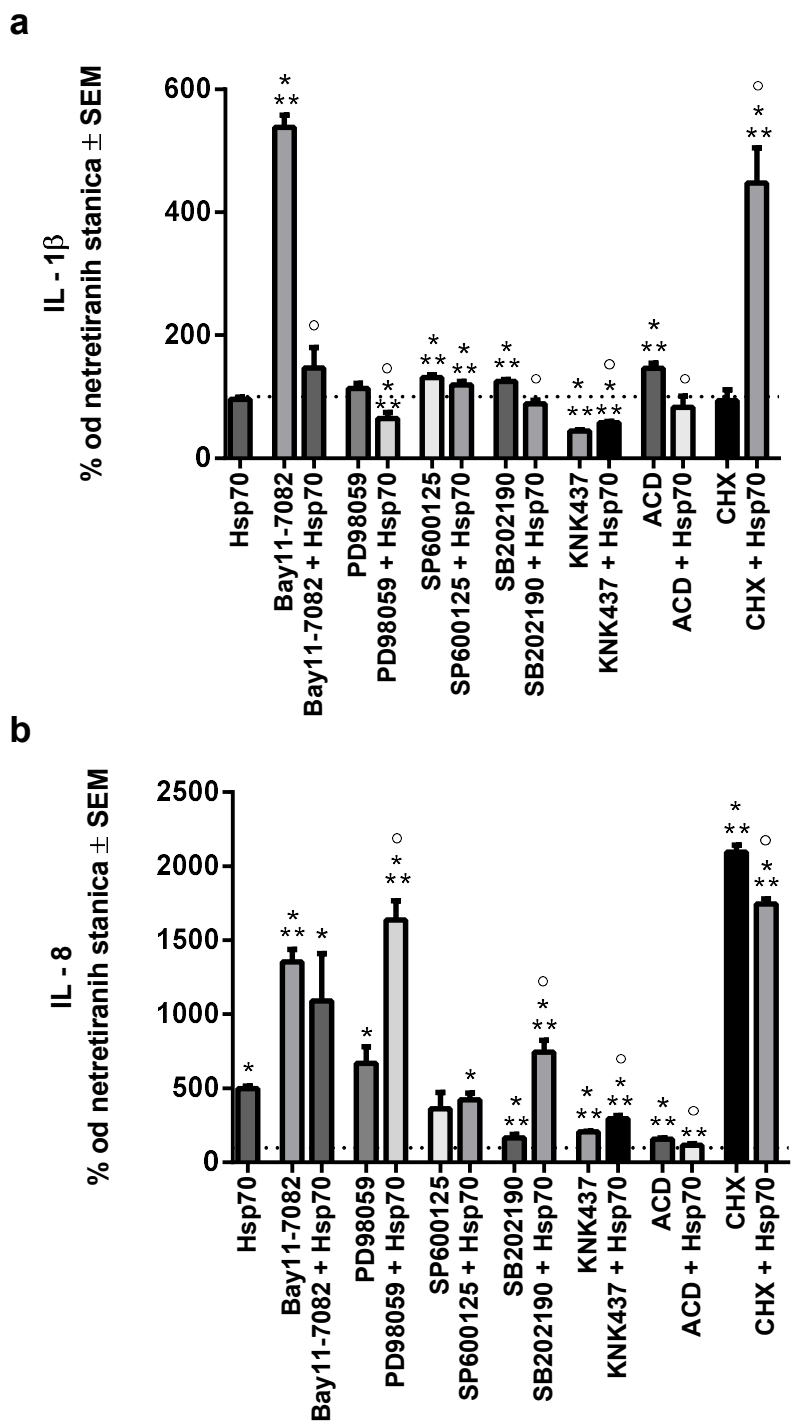 a
IL - 1β
% od netretiranih stanica ± SEM
600
400
200
0
* ** ° ° * ** * ** * ** * ** ° * ** ° * ** * ** ° ° * **
Hsp70
Bay11-7082
Bay11-7082 + Hsp70
PD98059
PD98059 + Hsp70
SP600125
SP600125 + Hsp70
SB202190
SB202190 + Hsp70
KNK437
KNK437 + Hsp70
ACD
ACD + Hsp70
CHX
CHX + Hsp70
b
IL - 8
% od netretiranih stanica ± SEM
2500
2000
1500
1000
500
0
* * ** * * ° * ** * * ** ° * ** * ** ° * ** * ** ° ** * ** ° * **
Hsp70
Bay11-7082
Bay11-7082 + Hsp70
PD98059
PD98059 + Hsp70
SP600125
SP600125 + Hsp70
SB202190
SB202190 + Hsp70
KNK437
KNK437 + Hsp70
ACD
ACD + Hsp70
CHX
CHX + Hsp70